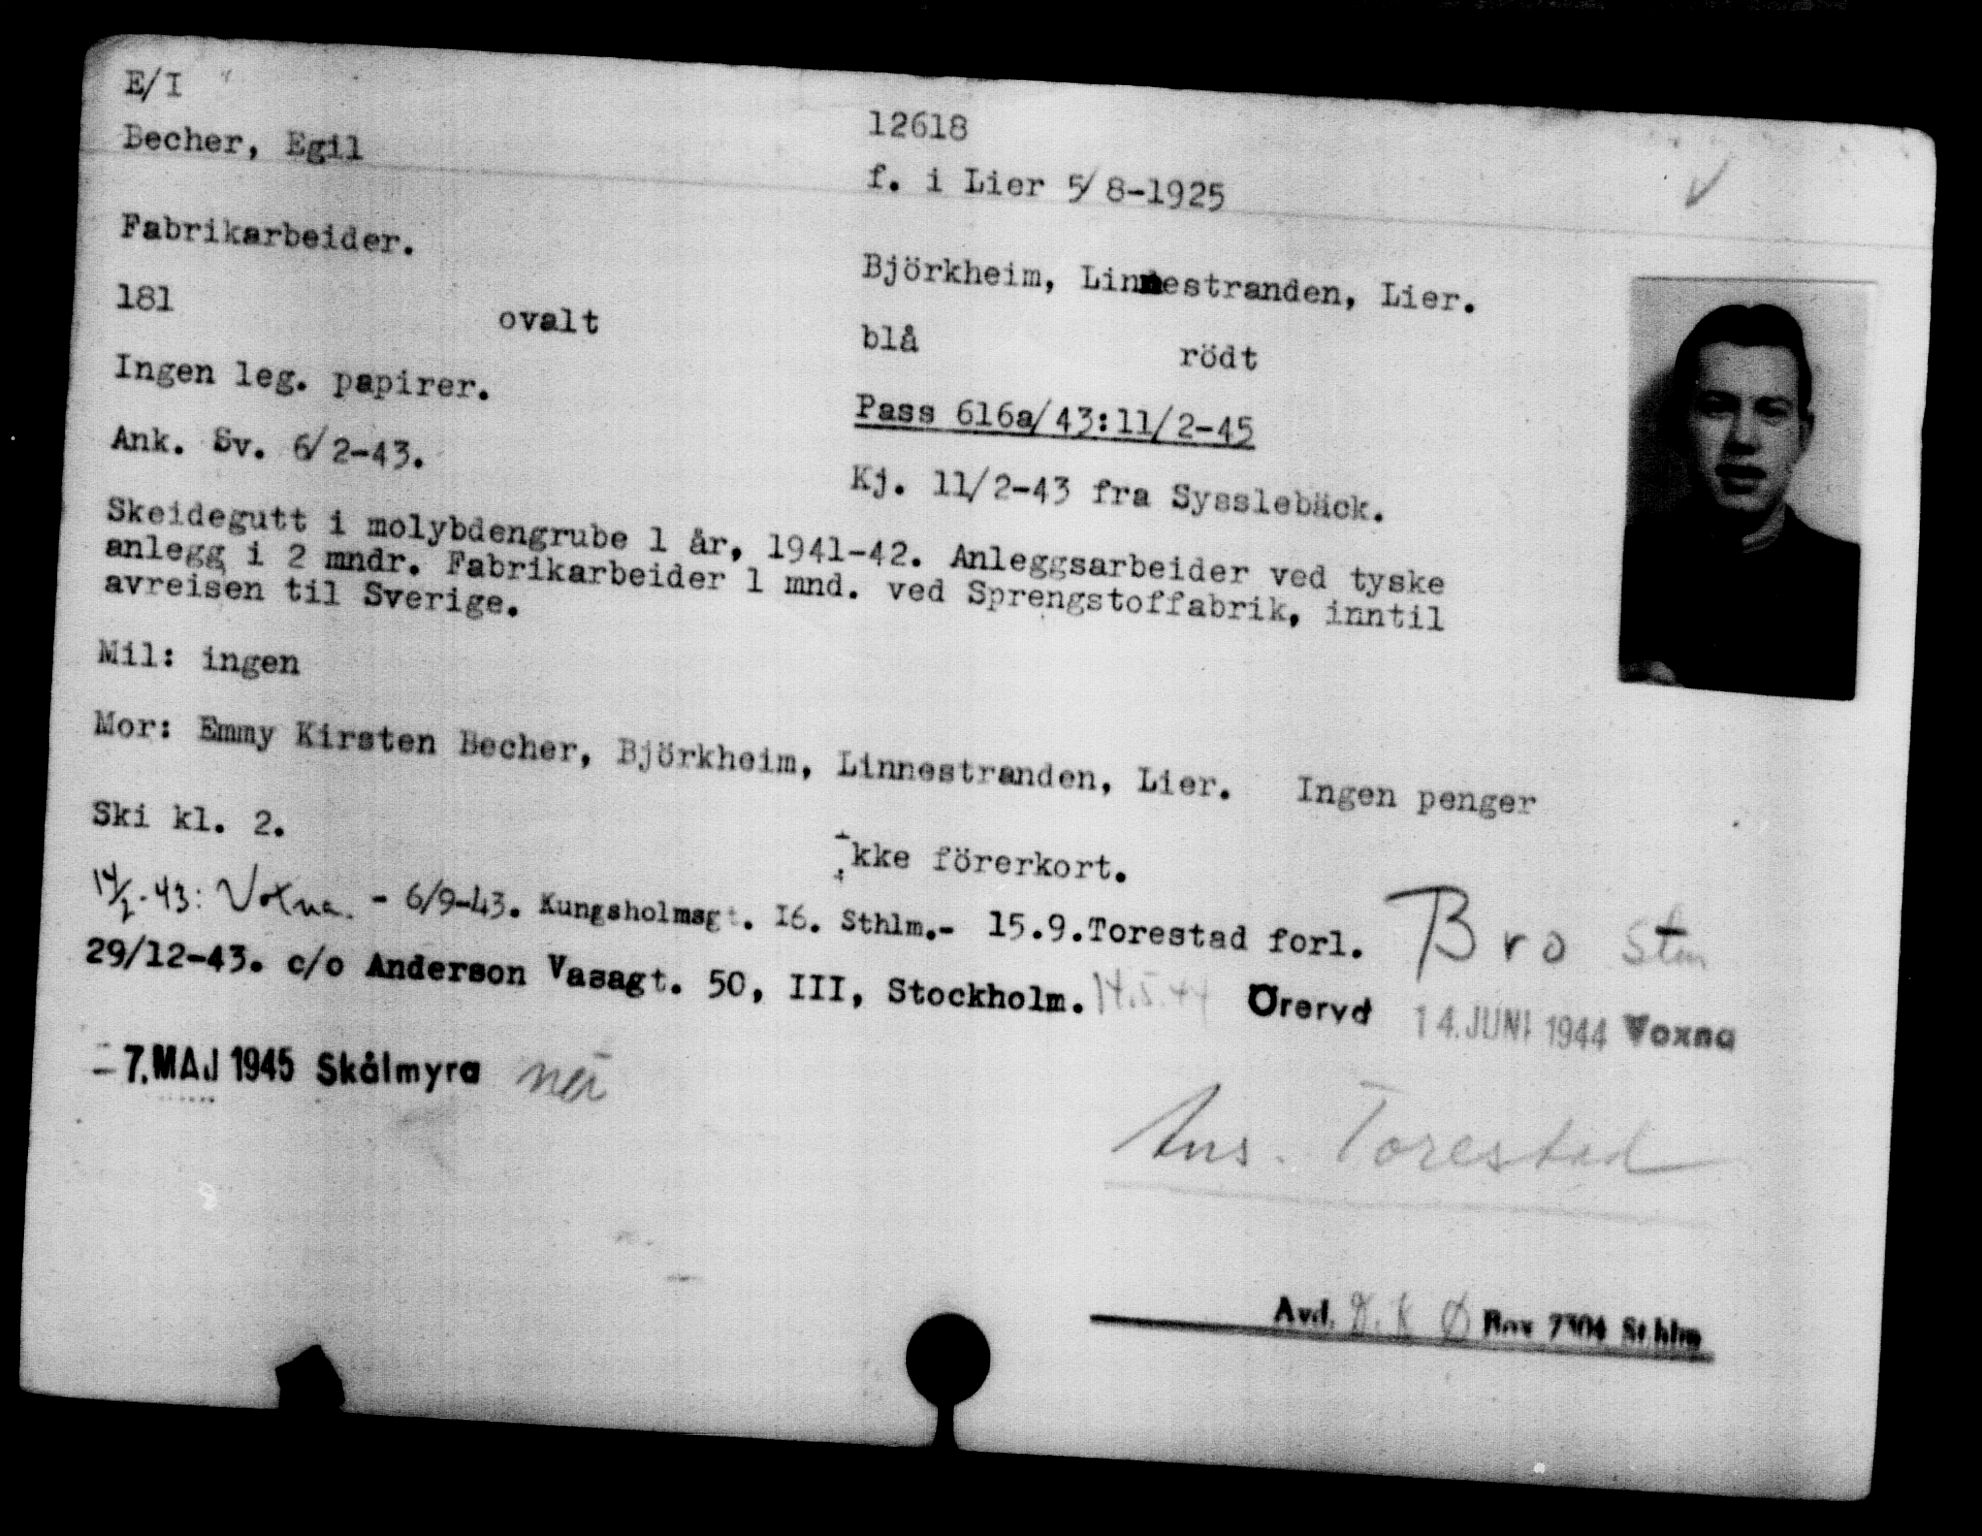 E/I
Becher, Egil
12618
f. i Lier 5/8-1925
Fabrikarbeider.
Björkheim, Linnestranden, Lier.
181 ovalt blå rödt
Ingen leg. papirer.
Pass 616a/43:11/2-45
Ank. Sv. 6/2-43.
Kj. 11/2-43 fra Sysslebäck.
Skeidegutt i molybdengrube 1 år, 1941-42. Anleggsarbeider ved tyske
anlegg i 2 mndr. Fabrikarbeider 1 mnd. ved Sprengstoffabrik, inntil
avreisen til Sverige.
Mil: ingen
Mor: Emmy Kirsten Becher, Björkheim, Linnestranden, Lier. Ingen penger
Ski kl. 2.
Ikke förerkort.
14/2-43: Voxna. - 6/9-43. Kungsholmsgt. 16. Sthlm.- 15.9.Torestad forl. Bro
29/12-43. c/o Anderson Vasagt. 50, III, Stockholm. 14.5.44 Öreryd 14. JUNI 1944 Voxna
- 7. MAJ 1945 Skålmyra
Ans. Torestad
Avd. Box 7304 Sthlm